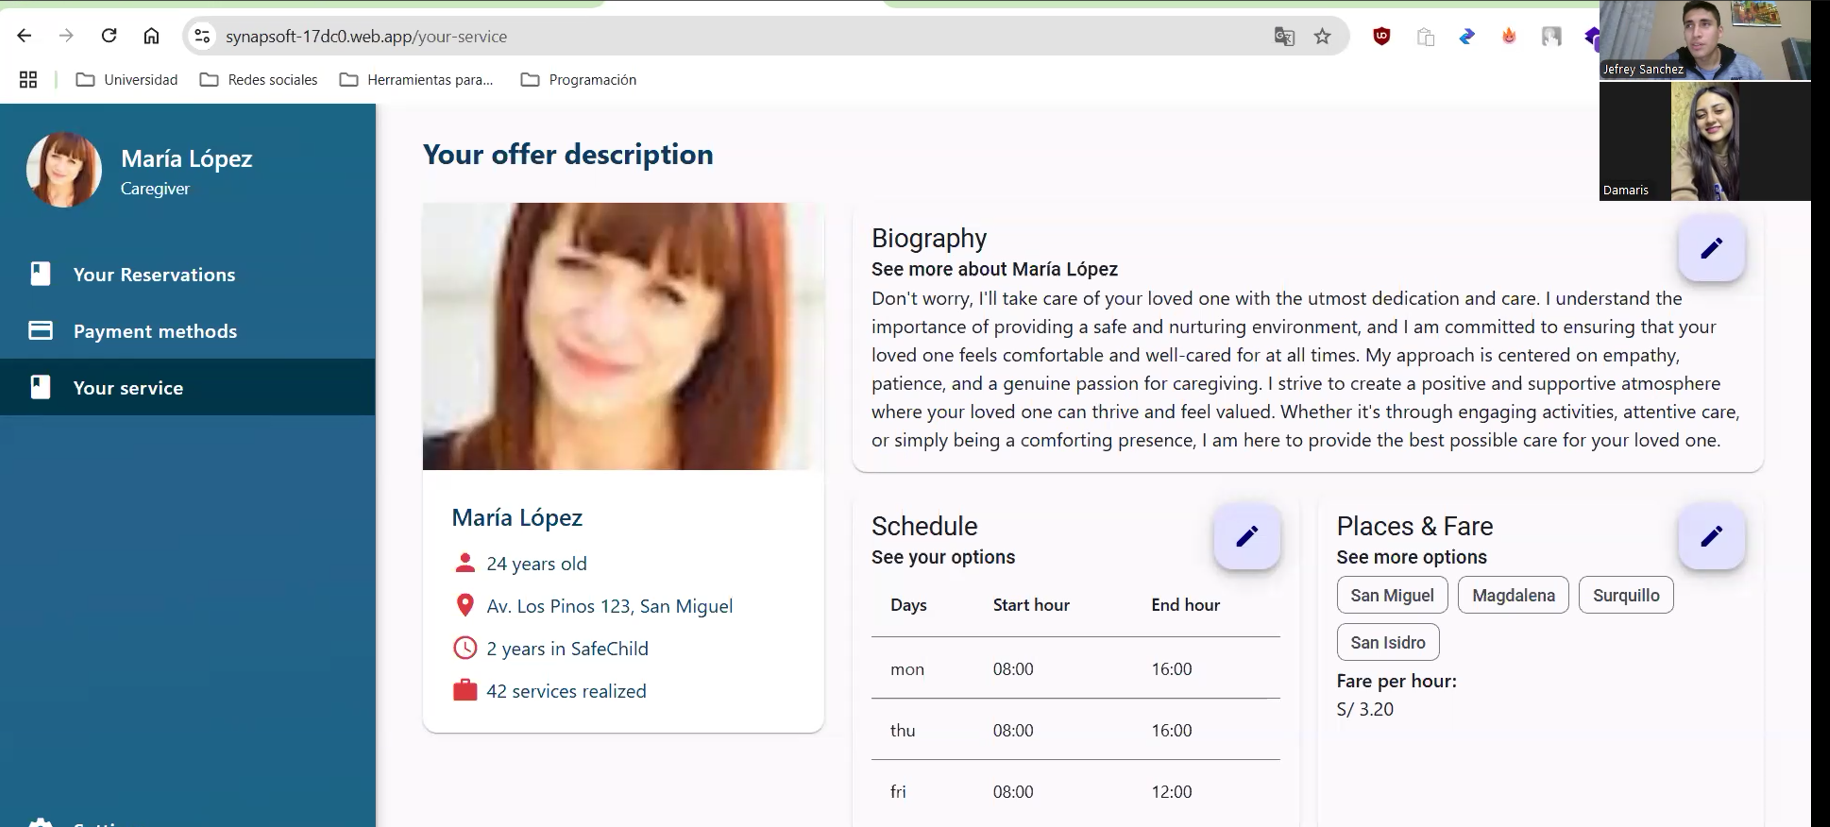 synapsoft-17dc0.web.app/your-service
Universidad
Redes sociales
Herramientas para...
Programación
Jefrey Sanchez
Damaris
María López
Caregiver
Your Reservations
Payment methods
Your service
Your offer description
María López
24 years old
Av. Los Pinos 123, San Miguel
2 years in SafeChild
42 services realized
Biography
See more about María López
Don't worry, I'll take care of your loved one with the utmost dedication and care. I understand the
importance of providing a safe and nurturing environment, and I am committed to ensuring that your
loved one feels comfortable and well-cared for at all times. My approach is centered on empathy,
patience, and a genuine passion for caregiving. I strive to create a positive and supportive atmosphere
where your loved one can thrive and feel valued. Whether it's through engaging activities, attentive care,
or simply being a comforting presence, I am here to provide the best possible care for your loved one.
Schedule
See your options
Days Start hour End hour
mon 08:00 16:00
thu 08:00 16:00
fri 08:00 12:00
Places & Fare
See more options
San Miguel Magdalena Surquillo
San Isidro
Fare per hour:
S/ 3.20